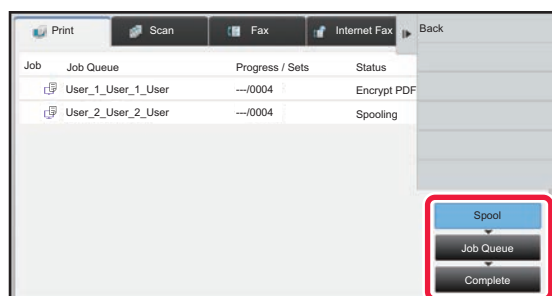 Print Scan Fax Internet Fax Back
Job Job Queue Progress / Sets Status
User_1_User_1_User ---/0004 Encrypt PDF
User_2_User_2_User ---/0004 Spooling
Spool
Job Queue
Complete